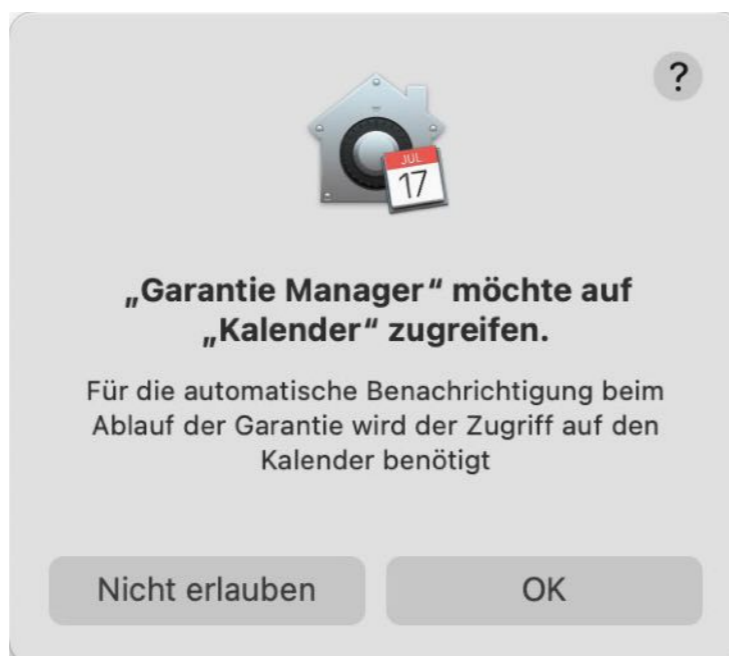 ?
JUL
17
„Garantie Manager“ möchte auf
„Kalender“ zugreifen.
Für die automatische Benachrichtigung beim
Ablauf der Garantie wird der Zugriff auf den
Kalender benötigt
Nicht erlauben
OK